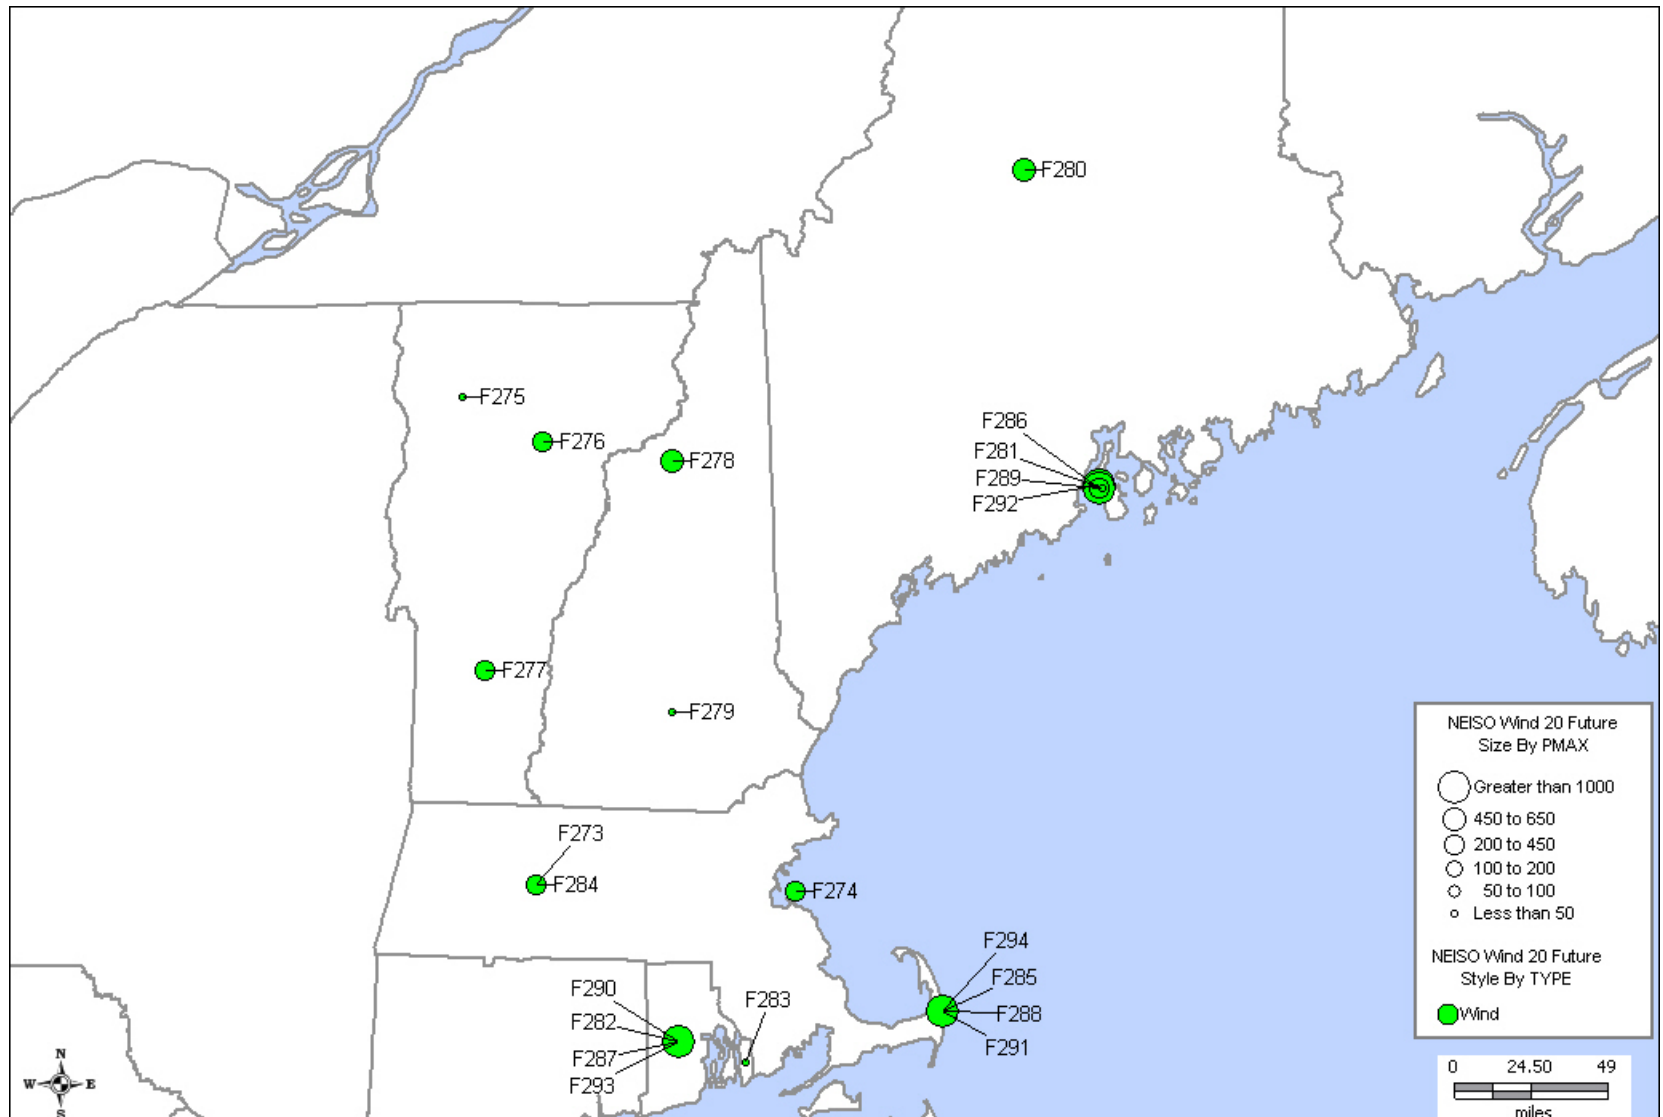 F280
F275
F276
F278
F286
F281
F289
F292
F277
F279
F273
F284
F274
F294
F285
F288
F291
F290
F282
F287
F293
F283
NEISO Wind 20 Future
Size By PMAX
Greater than 1000
450 to 650
200 to 450
100 to 200
50 to 100
Less than 50
NEISO Wind 20 Future
Style By TYPE
Wind
N
W E
S
0 24.50 49
miles